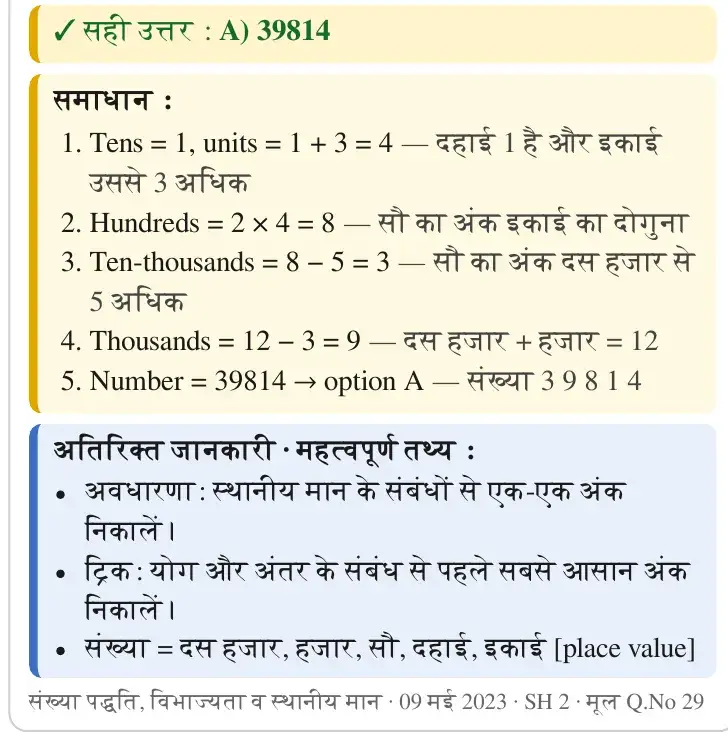 ✓ सही उत्तर : A) 39814
समाधान :
1. Tens = 1, units = 1 + 3 = 4 — दहाई 1 है और इकाई
उससे 3 अधिक
2. Hundreds = 2 × 4 = 8 — सौ का अंक इकाई का दोगुना
3. Ten-thousands = 8 − 5 = 3 — सौ का अंक दस हजार से
5 अधिक
4. Thousands = 12 − 3 = 9 — दस हजार + हजार = 12
5. Number = 39814 → option A — संख्या 3 9 8 1 4
अतिरिक्त जानकारी · महत्वपूर्ण तथ्य :
• अवधारणा : स्थानीय मान के संबंधों से एक-एक अंक
निकालें।
• ट्रिक : योग और अंतर के संबंध से पहले सबसे आसान अंक
निकालें।
• संख्या = दस हजार, हजार, सौ, दहाई, इकाई [place value]
संख्या पद्धति, विभाज्यता व स्थानीय मान · 09 मई 2023 · SH 2 · मूल Q.No 29